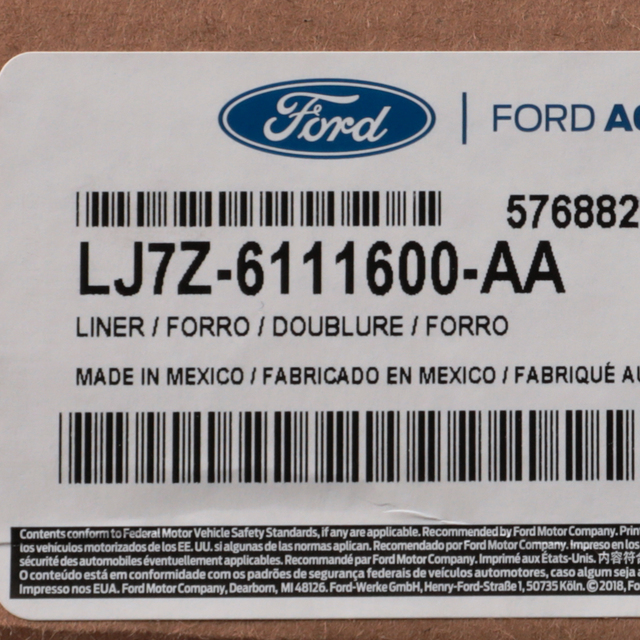 Ford | FORD
576882
LJ7Z-6111600-AA
LINER / FORRO / DOUBLURE / FORRO
MADE IN MEXICO / FABRICADO EN MEXICO / FABRIQUÉ
Contents conform to Federal Motor Vehicle Safety Standards, if any are applicable. Recommended by Ford Motor Company.
los vehículos motorizados de los EE. UU. si algunas de las normas aplican. Recomendado por Ford Motor Company. Impreso en los
sécurité des automobiles éventuellement applicables. Recommandé par Ford Motor Company. Imprimé aux États-Unis. 内容符
O conteúdo está em conformidade com os padrões de segurança federais de veículos automotores, caso algum seja
Impresso nos EUA. Ford Motor Company, Dearborn, MI 48126. Ford-Werke GmbH, Henry-Ford-Straße 1, 50735 Köln. ©2018,